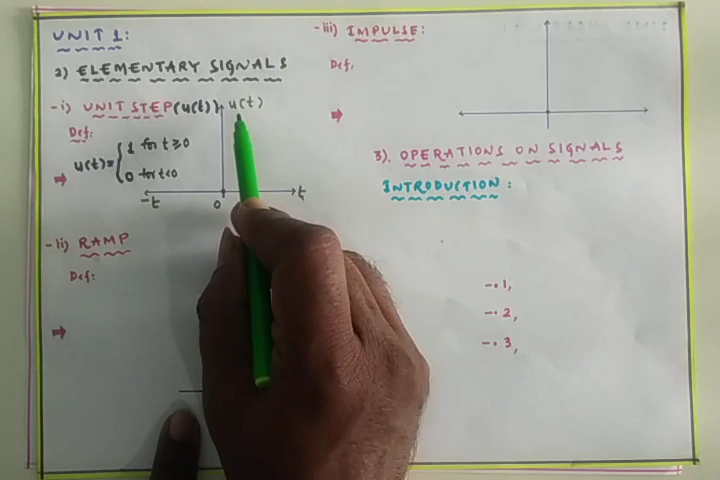 UNIT 1:
2) ELEMENTARY SIGNALS
-i) UNIT STEP (u(t))
u(t)
Def:
u(t)= { 1 for t≥0
0 for t<0
-t 0 t
-ii) RAMP
Def:
-iii) IMPULSE:
Def,
3). OPERATIONS ON SIGNALS
INTRODUCTION:
-. 1,
-. 2,
-. 3,